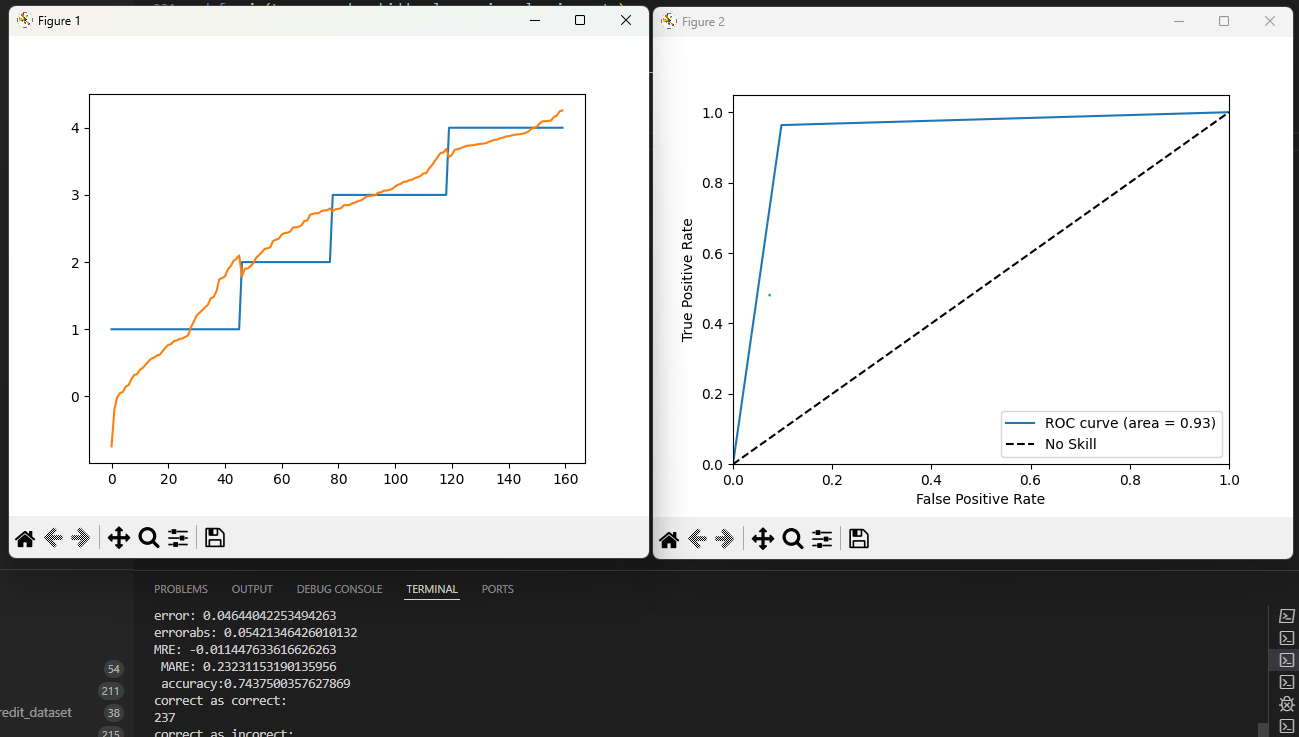 Figure 1
4
3
2
1
0
0 20 40 60 80 100 120 140 160
Figure 2
True Positive Rate
1.0
0.8
0.6
0.4
0.2
0.0
ROC curve (area = 0.93)
No Skill
0.0 0.2 0.4 0.6 0.8 1.0
False Positive Rate
PROBLEMS OUTPUT DEBUG CONSOLE TERMINAL PORTS
error: 0.04644042253494263
errorabs: 0.05421346426010132
MRE: -0.011447633616626263
MARE: 0.23231153190135956
accuracy:0.7437500357627869
correct as correct:
237
correct as incorect:
54
211
redit_dataset 38
215